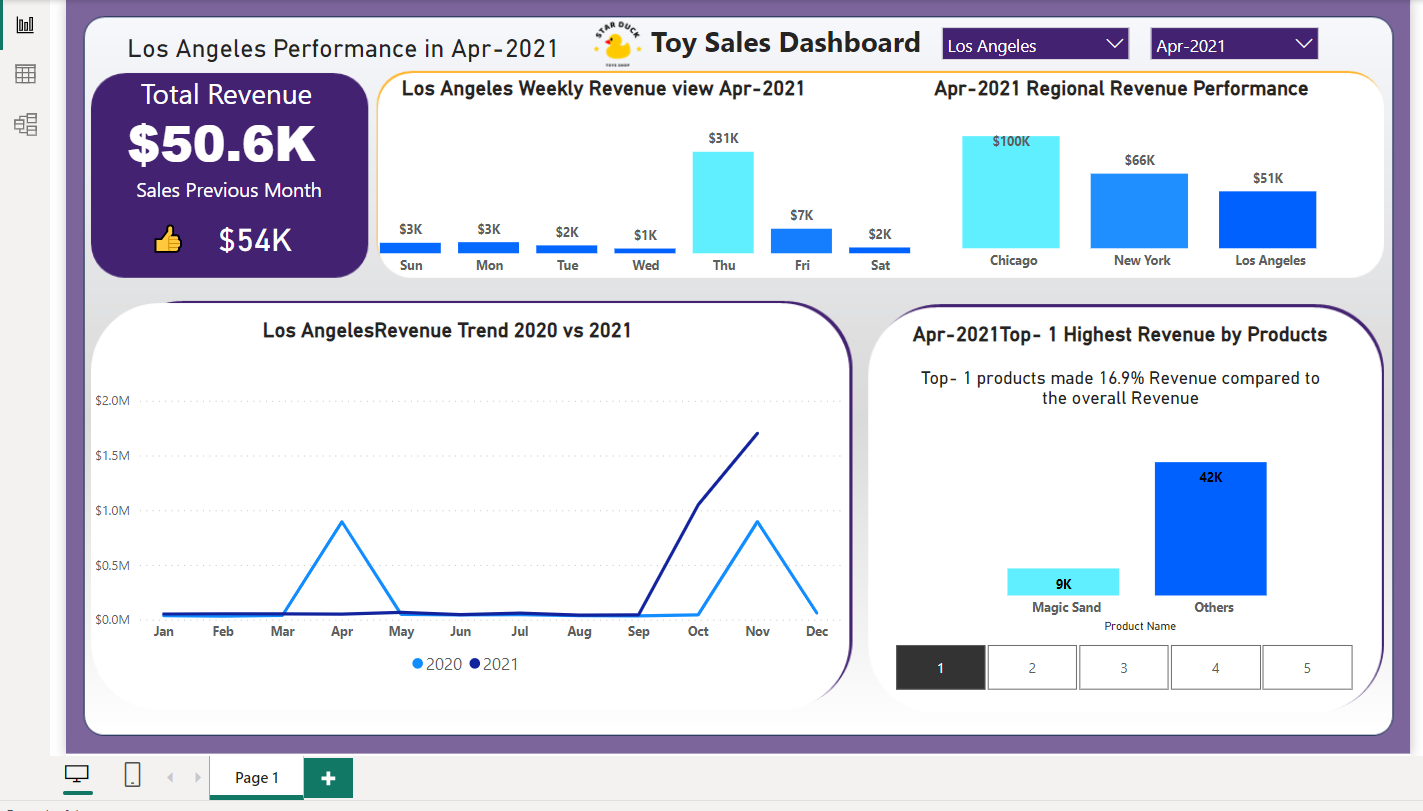 Los Angeles Performance in Apr-2021
STAR DUCK
TOYS SHOP
Toy Sales Dashboard
Los Angeles
Apr-2021
Total Revenue
$50.6K
Sales Previous Month
$54K
Los Angeles Weekly Revenue view Apr-2021
$3K
$3K
$2K
$1K
$31K
$7K
$2K
Sun Mon Tue Wed Thu Fri Sat
Apr-2021 Regional Revenue Performance
$100K
$66K
$51K
Chicago New York Los Angeles
Los AngelesRevenue Trend 2020 vs 2021
$2.0M
$1.5M
$1.0M
$0.5M
$0.0M
Jan Feb Mar Apr May Jun Jul Aug Sep Oct Nov Dec
2020 2021
Apr-2021Top- 1 Highest Revenue by Products
Top- 1 products made 16.9% Revenue compared to
the overall Revenue
42K
9K
Magic Sand Others
Product Name
1 2 3 4 5
Page 1